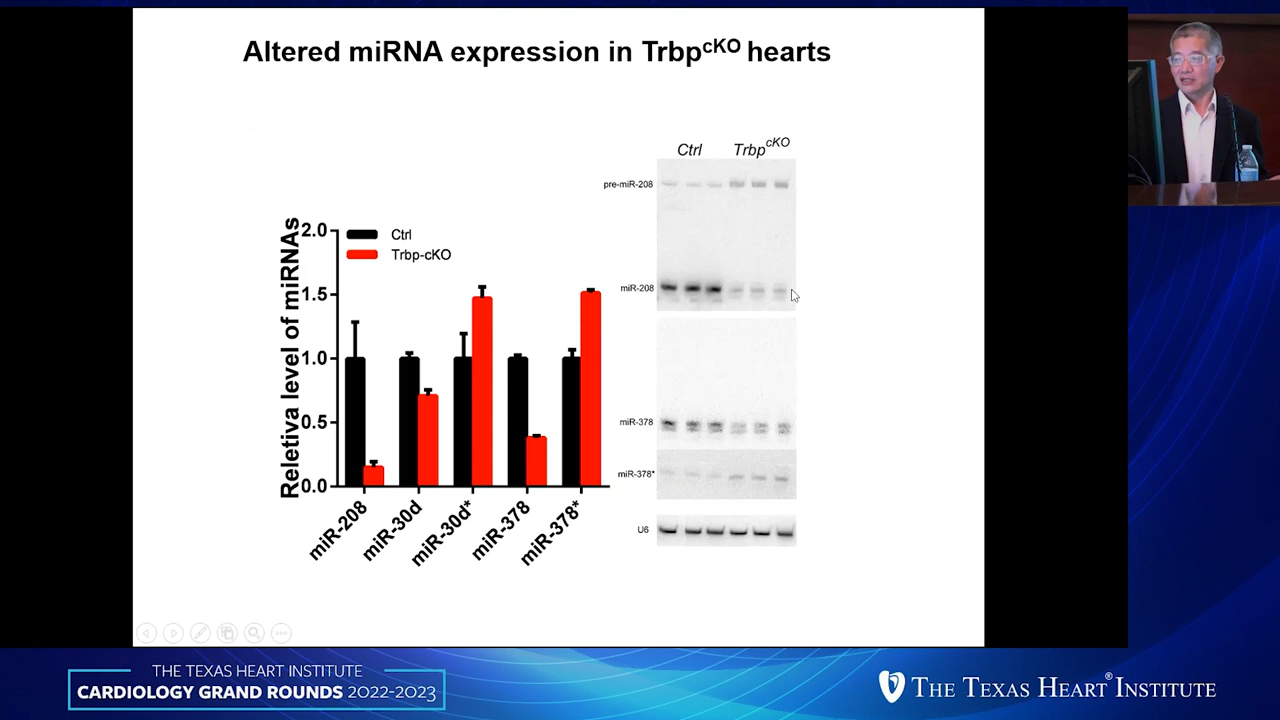 Altered miRNA expression in TrbpcKO hearts
Ctrl TrbpcKO
pre-miR-208
miR-208
miR-378
miR-378*
U6
Reletiva level of miRNAs
2.0
1.5
1.0
0.5
0.0
Ctrl
Trbp-cKO
miR-208
miR-30d
miR-30d*
miR-378
miR-378*
THE TEXAS HEART INSTITUTE
CARDIOLOGY GRAND ROUNDS 2022-2023
THE TEXAS HEART® INSTITUTE